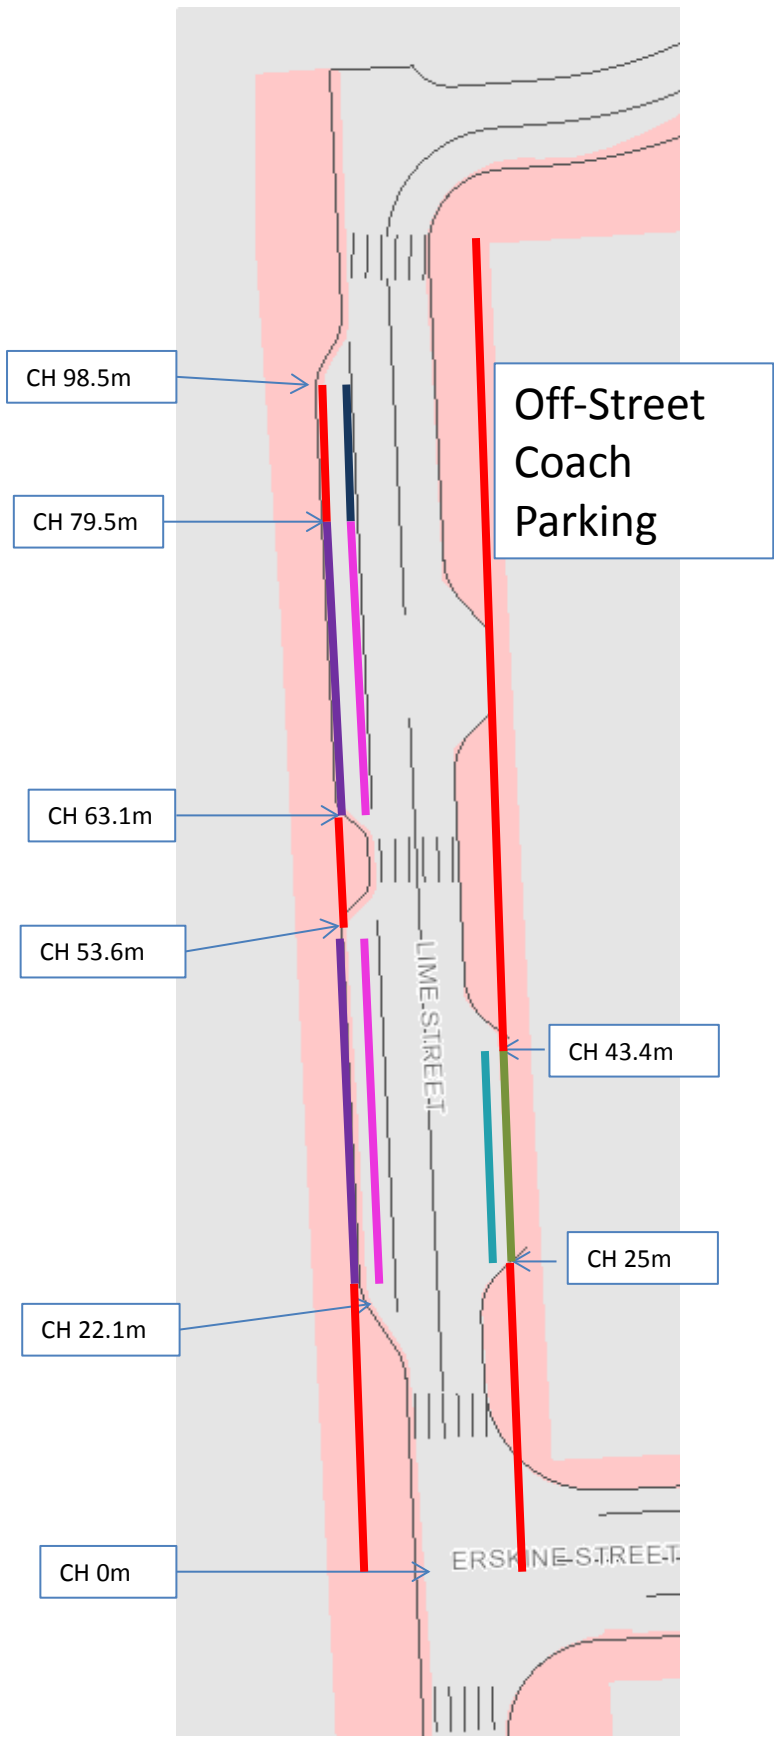 CH 98.5m
Off-Street
Coach
Parking
CH 79.5m
CH 63.1m
CH 53.6m
LIME STREET
CH 43.4m
CH 25m
CH 22.1m
ERSKINE STREET
CH 0m